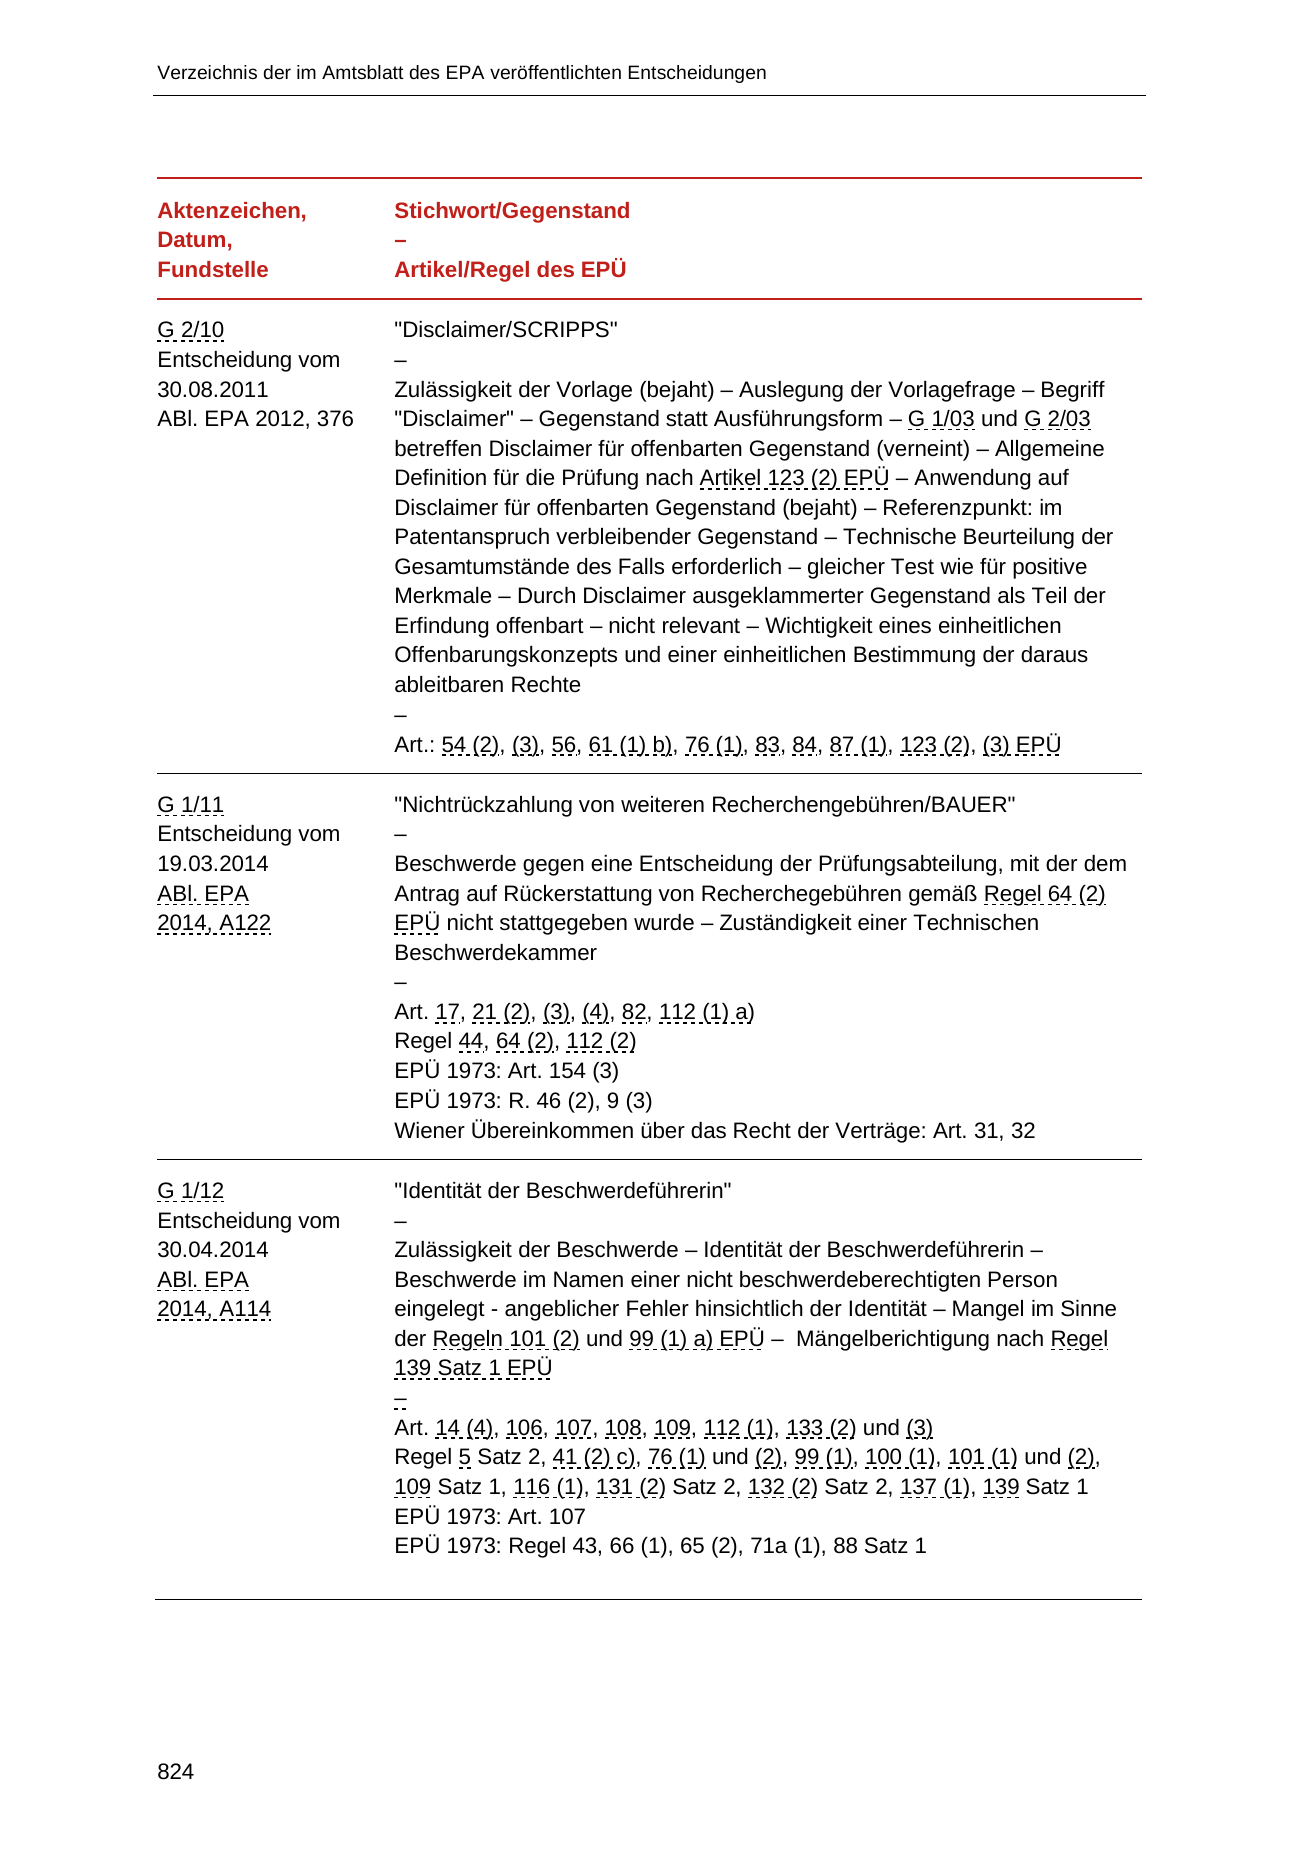 Verzeichnis der im Amtsblatt des EPA veröffentlichten Entscheidungen
Aktenzeichen,
Datum,
Fundstelle
Stichwort/Gegenstand
–
Artikel/Regel des EPÜ
G 2/10
Entscheidung vom
30.08.2011
ABl. EPA 2012, 376
"Disclaimer/SCRIPPS"
–
Zulässigkeit der Vorlage (bejaht) – Auslegung der Vorlagefrage – Begriff
"Disclaimer" – Gegenstand statt Ausführungsform – G 1/03 und G 2/03
betreffen Disclaimer für offenbarten Gegenstand (verneint) – Allgemeine
Definition für die Prüfung nach Artikel 123 (2) EPÜ – Anwendung auf
Disclaimer für offenbarten Gegenstand (bejaht) – Referenzpunkt: im
Patentanspruch verbleibender Gegenstand – Technische Beurteilung der
Gesamtumstände des Falls erforderlich – gleicher Test wie für positive
Merkmale – Durch Disclaimer ausgeklammerter Gegenstand als Teil der
Erfindung offenbart – nicht relevant – Wichtigkeit eines einheitlichen
Offenbarungskonzepts und einer einheitlichen Bestimmung der daraus
ableitbaren Rechte
–
Art.: 54 (2), (3), 56, 61 (1) b), 76 (1), 83, 84, 87 (1), 123 (2), (3) EPÜ
G 1/11
Entscheidung vom
19.03.2014
ABl. EPA
2014, A122
"Nichtrückzahlung von weiteren Recherchengebühren/BAUER"
–
Beschwerde gegen eine Entscheidung der Prüfungsabteilung, mit der dem
Antrag auf Rückerstattung von Recherchegebühren gemäß Regel 64 (2)
EPÜ nicht stattgegeben wurde – Zuständigkeit einer Technischen
Beschwerdekammer
–
Art. 17, 21 (2), (3), (4), 82, 112 (1) a)
Regel 44, 64 (2), 112 (2)
EPÜ 1973: Art. 154 (3)
EPÜ 1973: R. 46 (2), 9 (3)
Wiener Übereinkommen über das Recht der Verträge: Art. 31, 32
G 1/12
Entscheidung vom
30.04.2014
ABl. EPA
2014, A114
"Identität der Beschwerdeführerin"
–
Zulässigkeit der Beschwerde – Identität der Beschwerdeführerin –
Beschwerde im Namen einer nicht beschwerdeberechtigten Person
eingelegt - angeblicher Fehler hinsichtlich der Identität – Mangel im Sinne
der Regeln 101 (2) und 99 (1) a) EPÜ – Mängelberichtigung nach Regel
139 Satz 1 EPÜ
–
Art. 14 (4), 106, 107, 108, 109, 112 (1), 133 (2) und (3)
Regel 5 Satz 2, 41 (2) c), 76 (1) und (2), 99 (1), 100 (1), 101 (1) und (2),
109 Satz 1, 116 (1), 131 (2) Satz 2, 132 (2) Satz 2, 137 (1), 139 Satz 1
EPÜ 1973: Art. 107
EPÜ 1973: Regel 43, 66 (1), 65 (2), 71a (1), 88 Satz 1
824